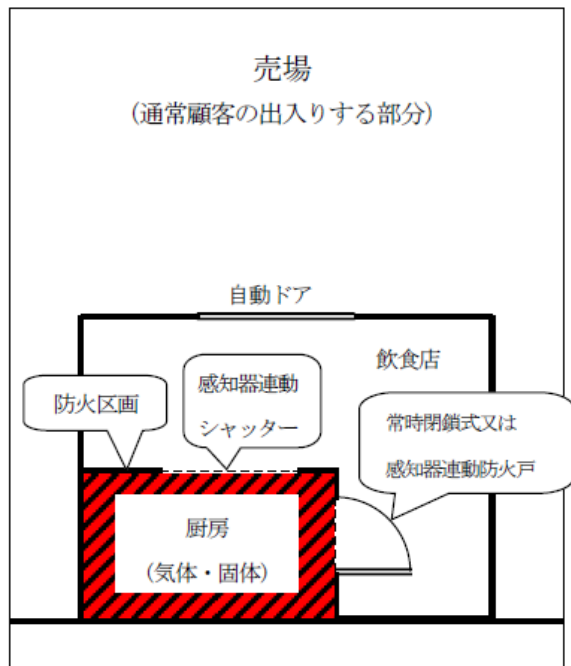 売場
(通常顧客の出入りする部分)
自動ドア
飲食店
感知器連動
シャッター
防火区画
常時閉鎖式又は
感知器連動防火戸
厨房
(気体・固体)